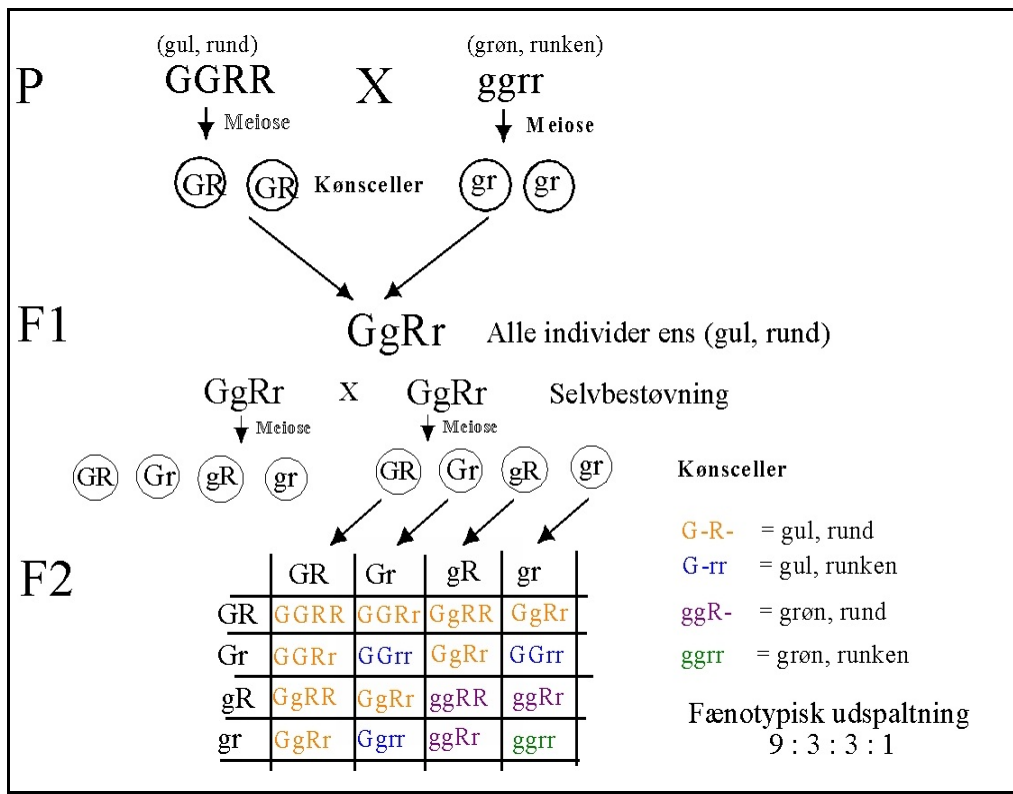 (gul, rund) (grøn, runken)
P GGRR X ggrr
Meiose Meiose
GR GR Kønsceller gr gr
F1 GgRr Alle individer ens (gul, rund)
GgRr X GgRr Selvbestøvning
Meiose Meiose
GR Gr gR gr GR Gr gR gr Kønsceller
G-R- = gul, rund
G-rr = gul, runken
ggR- = grøn, rund
ggrr = grøn, runken
F2
GR Gr gR gr
GR GGRR GGRr GgRR GgRr
Gr GGRr GGrr GgRr GGrr
gR GgRR GgRr ggRR ggRr
gr GgRr Ggrr ggRr ggrr
Fænotypisk udspaltning
9 : 3 : 3 : 1